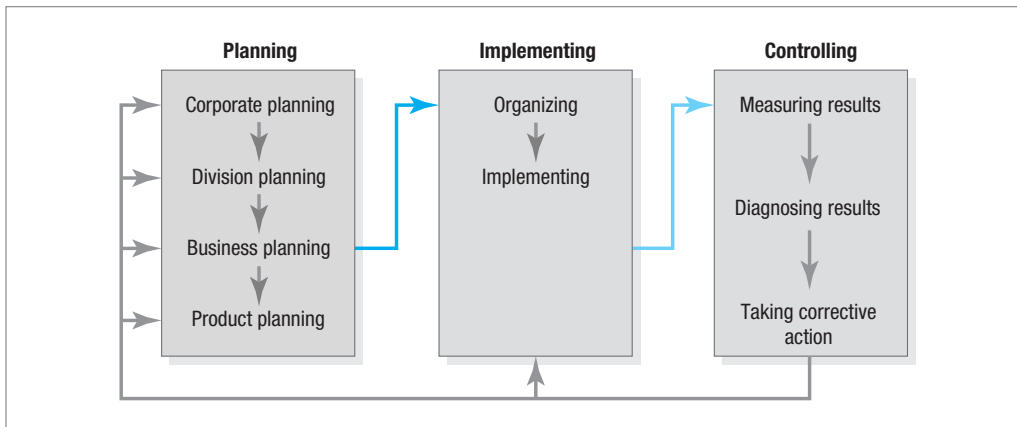 Planning
Implementing
Controlling
Corporate planning
Division planning
Business planning
Product planning
Organizing
Implementing
Measuring results
Diagnosing results
Taking corrective
action